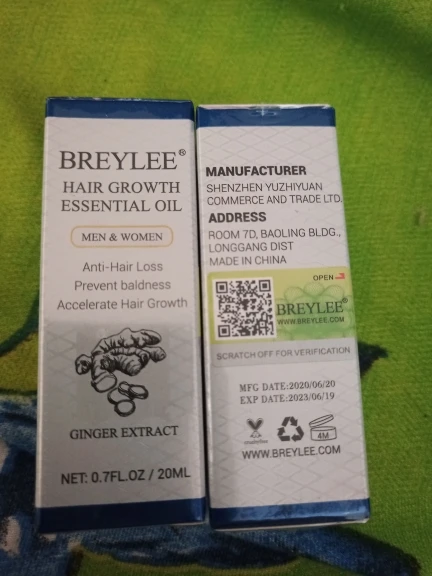 BREYLEE®
HAIR GROWTH
ESSENTIAL OIL
MEN & WOMEN
Anti-Hair Loss
Prevent baldness
Accelerate Hair Growth
GINGER EXTRACT
NET: 0.7FL.OZ / 20ML
MANUFACTURER
SHENZHEN YUZHIYUAN
COMMERCE AND TRADE LTD.
ADDRESS
ROOM 7D, BAOLING BLDG.,
LONGGANG DIST
MADE IN CHINA
OPEN
BREYLEE®
WWW.BREYLEE.COM
SCRATCH OFF FOR VERIFICATION
MFG DATE:2020/06/20
EXP DATE:2023/06/19
4M
WWW.BREYLEE.COM